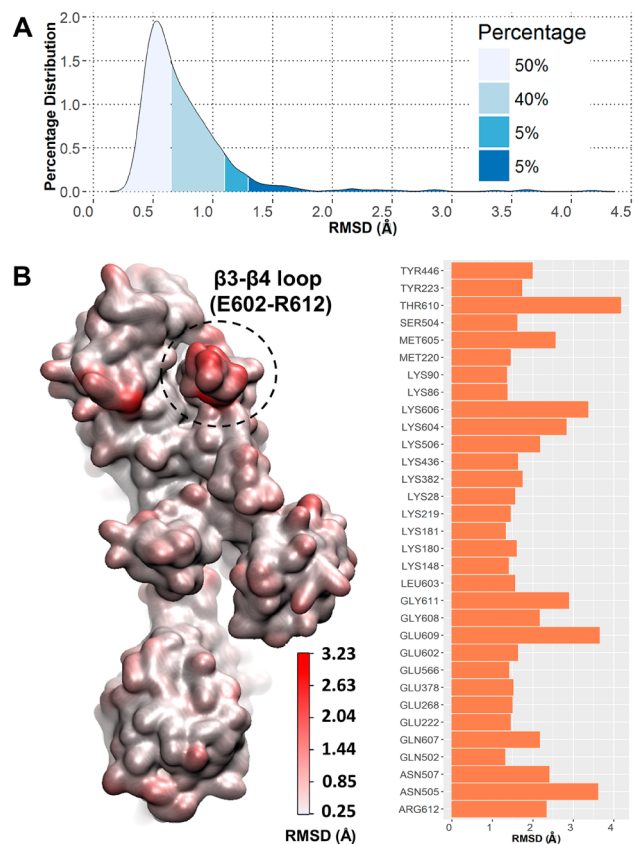 A
Percentage Distribution
2.0
1.5
1.0
0.5
0.0
0.0 0.5 1.0 1.5 2.0 2.5 3.0 3.5 4.0 4.5
RMSD (Å)
Percentage
50%
40%
5%
5%
B
β3-β4 loop
(E602-R612)
3.23
2.63
2.04
1.44
0.85
0.25
RMSD (Å)
TYR446
TYR223
THR610
SER504
MET605
MET220
LYS90
LYS86
LYS606
LYS604
LYS506
LYS436
LYS382
LYS28
LYS219
LYS181
LYS180
LYS148
LEU603
GLY611
GLY608
GLU609
GLU602
GLU566
GLU378
GLU268
GLU222
GLN607
GLN502
ASN507
ASN505
ARG612
0 1 2 3 4
RMSD (Å)